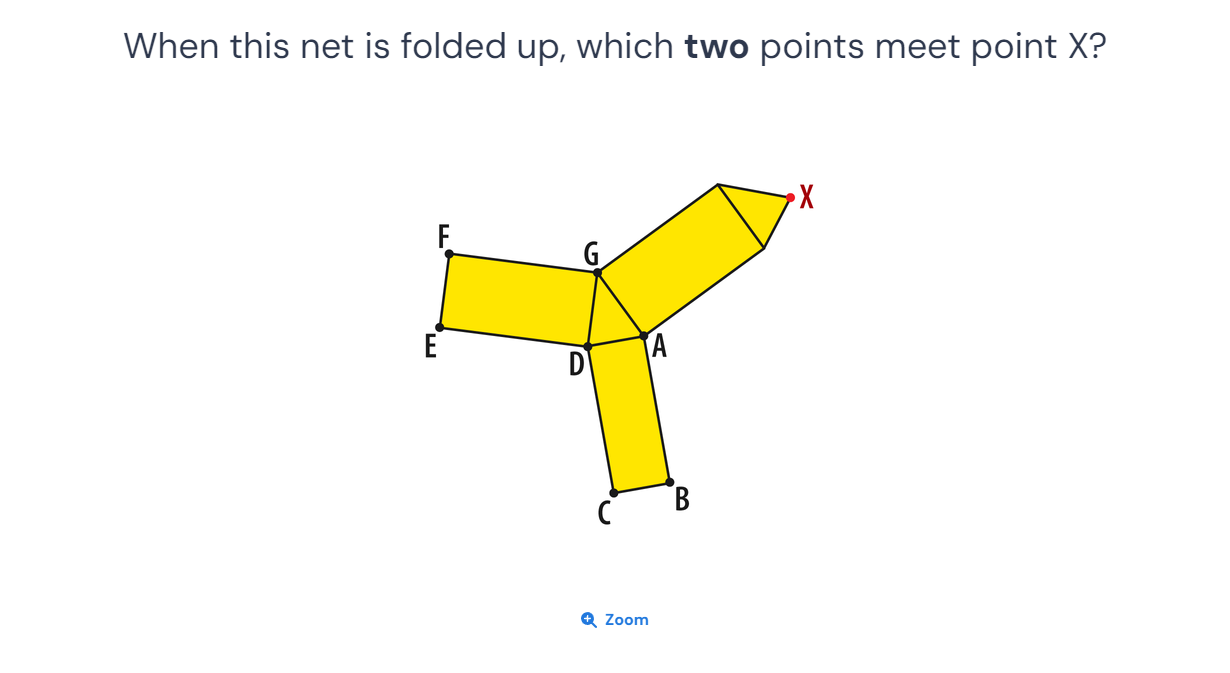 When this net is folded up, which two points meet point X?
X
F
G
E
D
A
C
B
Zoom